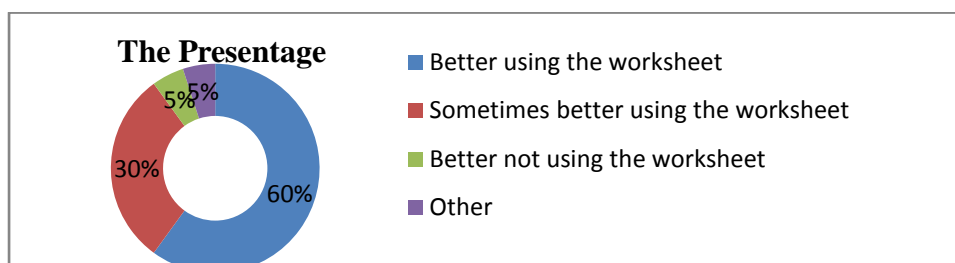 The Presentage
5%
5%
30%
60%
Better using the worksheet
Sometimes better using the worksheet
Better not using the worksheet
Other